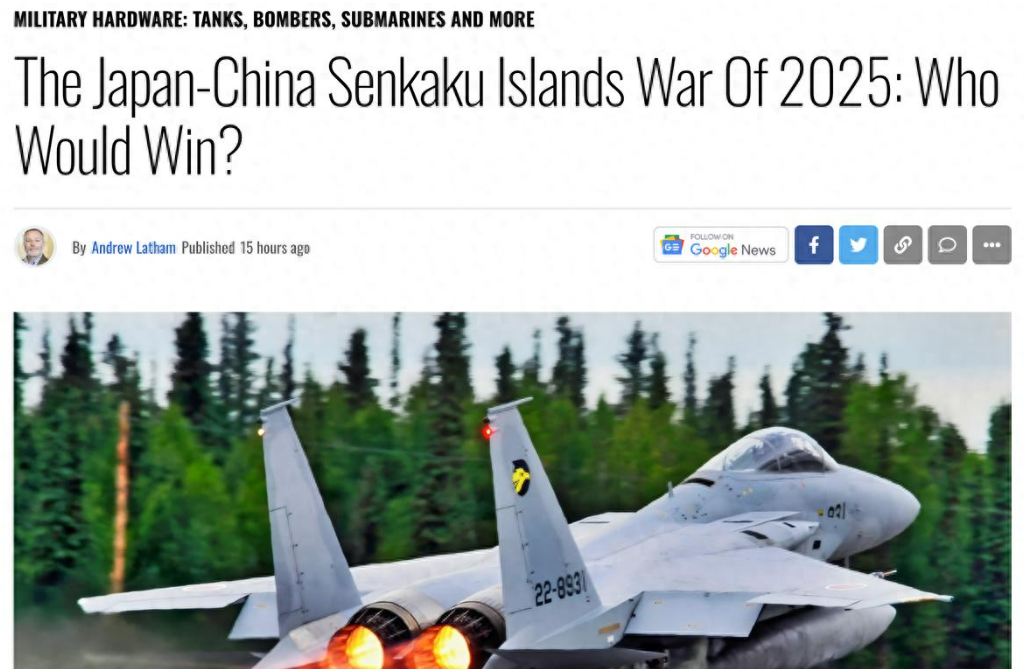 MILITARY HARDWARE: TANKS, BOMBERS, SUBMARINES AND MORE
The Japan-China Senkaku Islands War Of 2025: Who
Would Win?
By Andrew Latham Published 15 hours ago
FOLLOW ON
Google News
931
22-8931